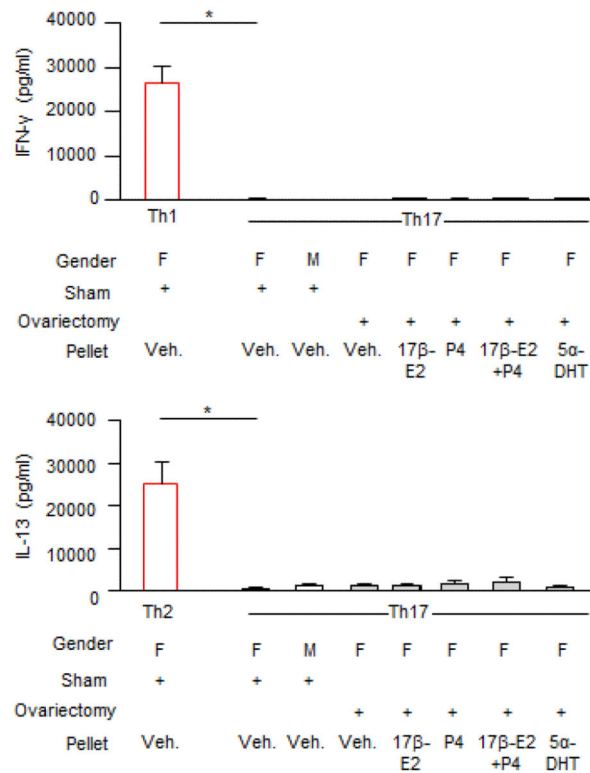 40000
*
30000
20000
10000
0
IFN-γ (pg/ml)
Th1
Th17
Gender F F M F F F F F
Sham + + +
Ovariectomy + + + + +
Pellet Veh. Veh. Veh. Veh. 17β- P4 17β-E2 5α-
E2 +P4 DHT
40000
*
30000
20000
10000
0
IL-13 (pg/ml)
Th2
Th17
Gender F F M F F F F F
Sham + + +
Ovariectomy + + + + +
Pellet Veh. Veh. Veh. Veh. 17β- P4 17β-E2 5α-
E2 +P4 DHT